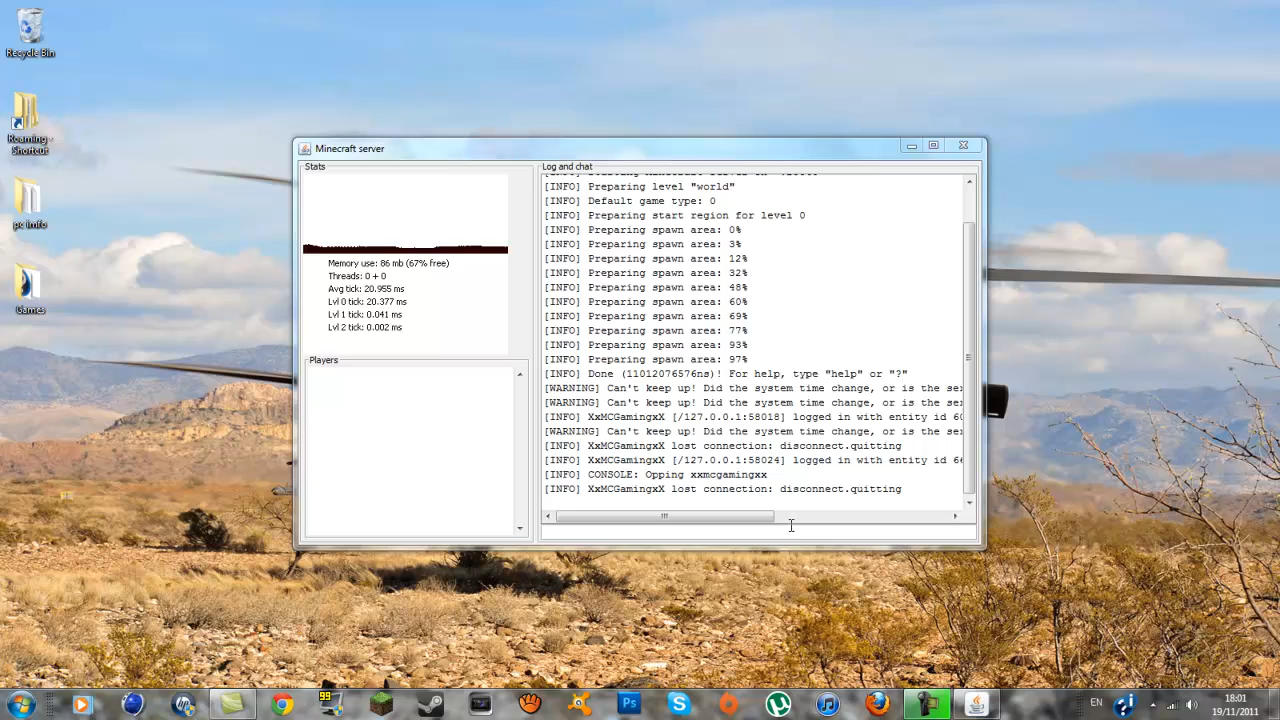 Recycle Bin
Roaming -
Shortcut
pc imfo
Games
Minecraft server
Stats
Memory use: 86 mb (67% free)
Threads: 0 + 0
Avg tick: 20.955 ms
Lvl 0 tick: 20.377 ms
Lvl 1 tick: 0.041 ms
Lvl 2 tick: 0.002 ms
Players
Log and chat
[INFO] Preparing level "world"
[INFO] Default game type: 0
[INFO] Preparing start region for level 0
[INFO] Preparing spawn area: 0%
[INFO] Preparing spawn area: 3%
[INFO] Preparing spawn area: 12%
[INFO] Preparing spawn area: 32%
[INFO] Preparing spawn area: 48%
[INFO] Preparing spawn area: 60%
[INFO] Preparing spawn area: 69%
[INFO] Preparing spawn area: 77%
[INFO] Preparing spawn area: 93%
[INFO] Preparing spawn area: 97%
[INFO] Done (11012076576ns)! For help, type "help" or "?"
[WARNING] Can't keep up! Did the system time change, or is the
[WARNING] Can't keep up! Did the system time change, or is the
[INFO] XxMCGamingxX [/127.0.0.1:58018] logged in with entity id
[WARNING] Can't keep up! Did the system time change, or is the
[INFO] XxMCGamingxX lost connection: disconnect.quitting
[INFO] XxMCGamingxX [/127.0.0.1:58024] logged in with entity id
[INFO] CONSOLE: Opping xxmcgamingxx
[INFO] XxMCGamingxX lost connection: disconnect.quitting
99
Ps
EN
18:01
19/11/2011